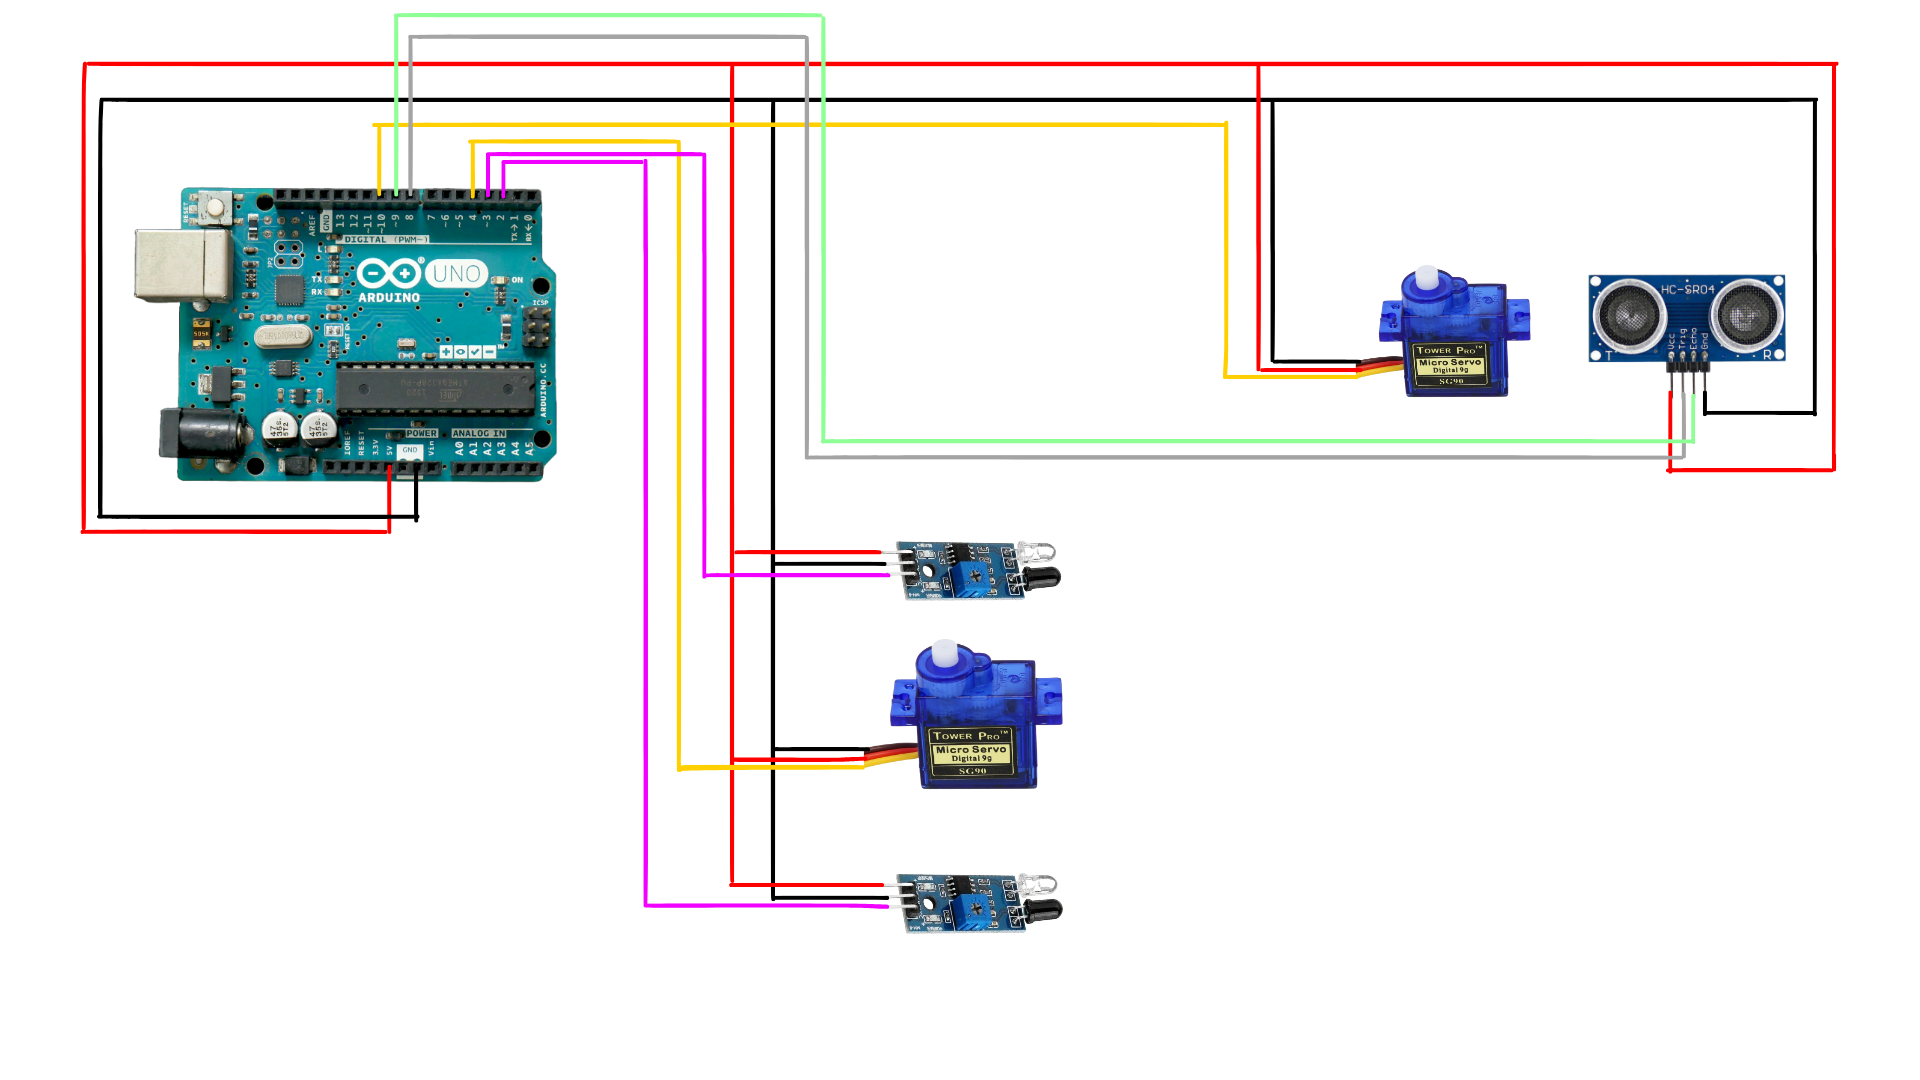 RESET
AREF
GND
13
12
~11
~10
~9
8
7
~6
~5
4
~3
2
TX→1
RX←0
DIGITAL (PWM~)
TX
RX
UNO
ON
ARDUINO
ICSP
ARDUINO.CC
POWER
ANALOG IN
IOREF
RESET
3.3V
5V
GND
Vin
A0
A1
A2
A3
A4
A5
TOWER PRO™
Micro Servo
Digital 9g
SG90
HC-SR04
Vcc
Trig
Echo
Gnd
T
R
TOWER PRO™
Micro Servo
Digital 9g
SG90